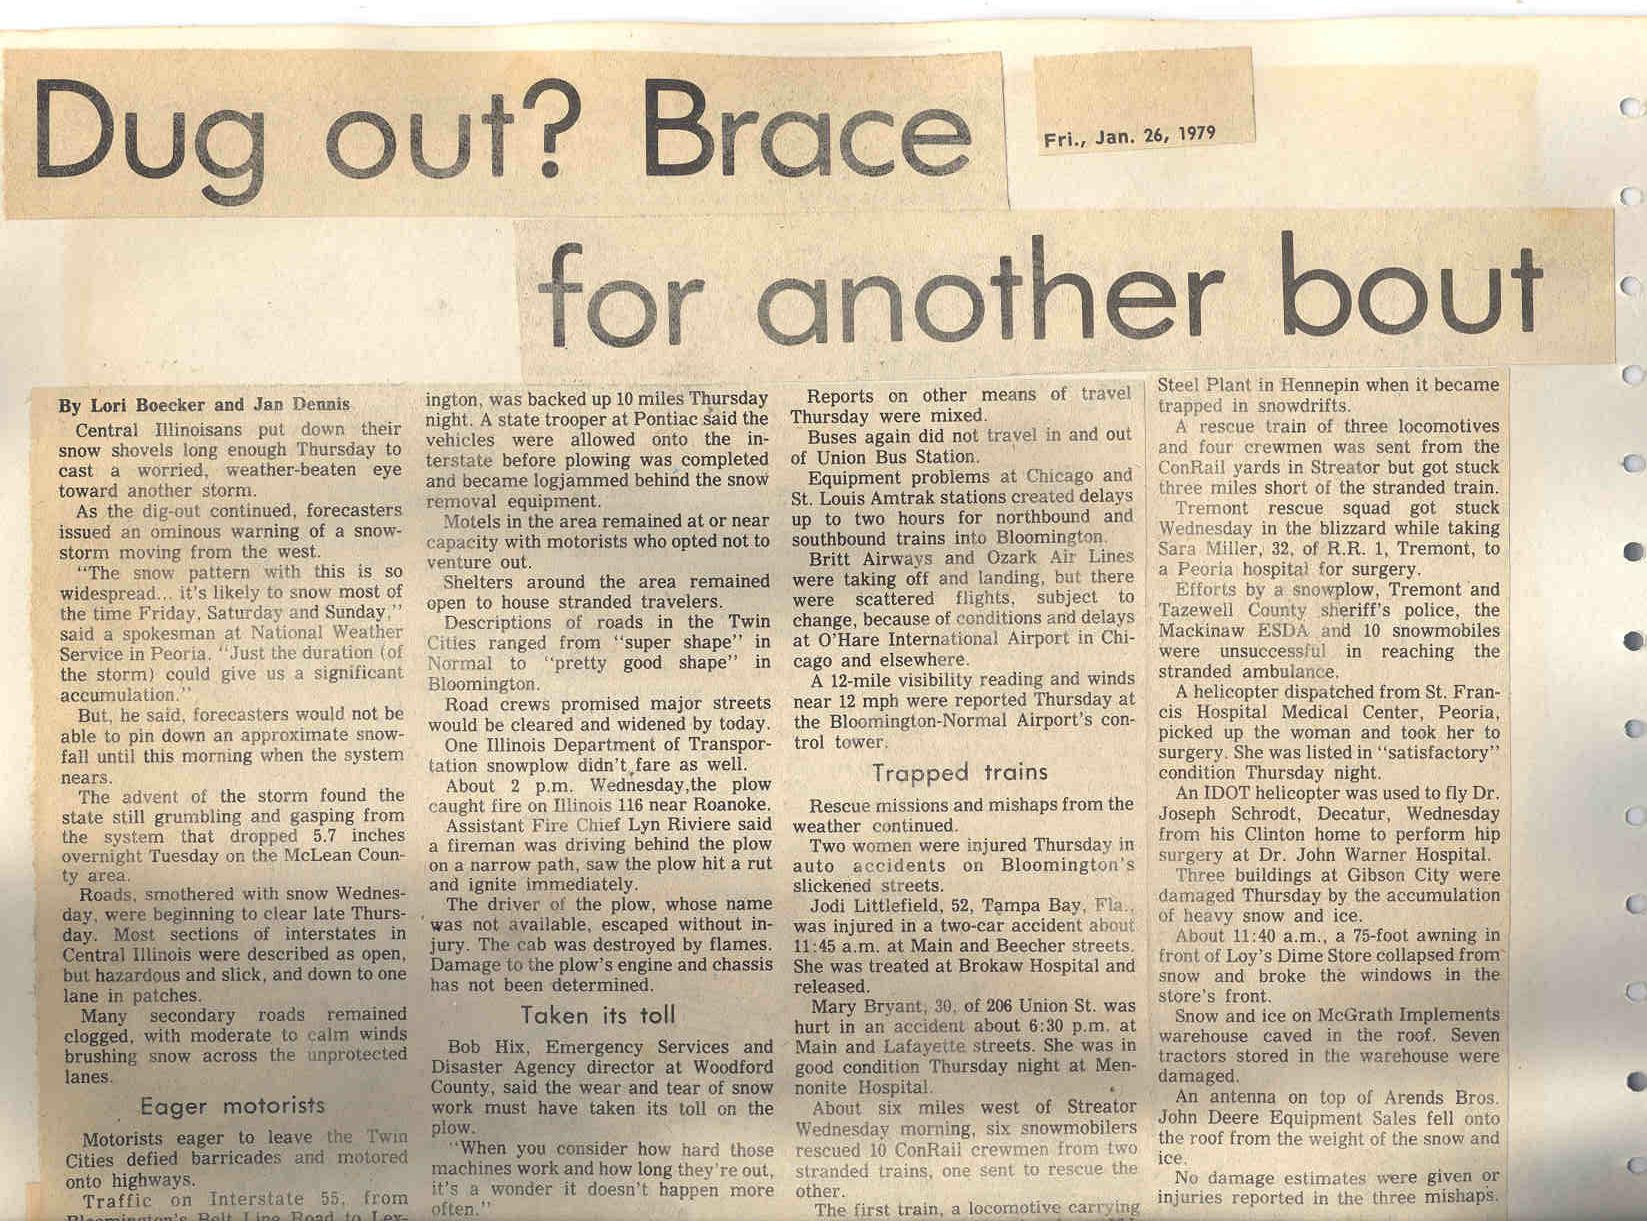 Dug out? Brace
Fri., Jan. 26, 1979
for another bout
By Lori Boecker and Jan Dennis
Central Illinoisans put down their
snow shovels long enough Thursday to
cast a worried, weather-beaten eye
toward another storm.
As the dig-out continued, forecasters
issued an ominous warning of a snow-
storm moving from the west.
"The snow pattern with this is so
widespread... it's likely to snow most of
the time Friday, Saturday and Sunday,"
said a spokesman at National Weather
Service in Peoria. "Just the duration (of
the storm) could give us a significant
accumulation."
But, he said, forecasters would not be
able to pin down an approximate snow-
fall until this morning when the system
nears.
The advent of the storm found the
state still grumbling and gasping from
the system that dropped 5.7 inches
overnight Tuesday on the McLean Coun-
ty area.
Roads, smothered with snow Wednes-
day, were beginning to clear late Thurs-
day. Most sections of interstates in
Central Illinois were described as open,
but hazardous and slick, and down to one
lane in patches.
Many secondary roads remained
clogged, with moderate to calm winds
brushing snow across the unprotected
lanes.
Eager motorists
Motorists eager to leave the Twin
Cities defied barricades and motored
onto highways.
Traffic on Interstate 55, from
Bloomington's Belt Line Road to Lex-
ington, was backed up 10 miles Thursday
night. A state trooper at Pontiac said the
vehicles were allowed onto the in-
terstate before plowing was completed
and became logjammed behind the snow
removal equipment.
Motels in the area remained at or near
capacity with motorists who opted not to
venture out.
Shelters around the area remained
open to house stranded travelers.
Descriptions of roads in the Twin
Cities ranged from "super shape" in
Normal to "pretty good shape" in
Bloomington.
Road crews promised major streets
would be cleared and widened by today.
One Illinois Department of Transpor-
tation snowplow didn't fare as well.
About 2 p.m. Wednesday,the plow
caught fire on Illinois 116 near Roanoke.
Assistant Fire Chief Lyn Riviere said
a fireman was driving behind the plow
on a narrow path, saw the plow hit a rut
and ignite immediately.
The driver of the plow, whose name
was not available, escaped without in-
jury. The cab was destroyed by flames.
Damage to the plow's engine and chassis
has not been determined.
Taken its toll
Bob Hix, Emergency Services and
Disaster Agency director at Woodford
County, said the wear and tear of snow
work must have taken its toll on the
plow.
"When you consider how hard those
machines work and how long they're out,
it's a wonder it doesn't happen more
often."
Reports on other means of travel
Thursday were mixed.
Buses again did not travel in and out
of Union Bus Station.
Equipment problems at Chicago and
St. Louis Amtrak stations created delays
up to two hours for northbound and
southbound trains into Bloomington.
Britt Airways and Ozark Air Lines
were taking off and landing, but there
were scattered flights, subject to
change, because of conditions and delays
at O'Hare International Airport in Chi-
cago and elsewhere.
A 12-mile visibility reading and winds
near 12 mph were reported Thursday at
the Bloomington-Normal Airport's con-
trol tower.
Trapped trains
Rescue missions and mishaps from the
weather continued.
Two women were injured Thursday in
auto accidents on Bloomington's
slickened streets.
Jodi Littlefield, 52, Tampa Bay, Fla.,
was injured in a two-car accident about
11:45 a.m. at Main and Beecher streets.
She was treated at Brokaw Hospital and
released.
Mary Bryant, 30, of 206 Union St. was
hurt in an accident about 6:30 p.m. at
Main and Lafayette streets. She was in
good condition Thursday night at Men-
nonite Hospital.
About six miles west of Streator
Wednesday morning, six snowmobilers
rescued 10 ConRail crewmen from two
stranded trains, one sent to rescue the
other.
The first train, a locomotive carrying
Steel Plant in Hennepin when it became
trapped in snowdrifts.
A rescue train of three locomotives
and four crewmen was sent from the
ConRail yards in Streator but got stuck
three miles short of the stranded train.
Tremont rescue squad got stuck
Wednesday in the blizzard while taking
Sara Miller, 32, of R.R. 1, Tremont, to
a Peoria hospital for surgery.
Efforts by a snowplow, Tremont and
Tazewell County sheriff's police, the
Mackinaw ESDA and 10 snowmobiles
were unsuccessful in reaching the
stranded ambulance.
A helicopter dispatched from St. Fran-
cis Hospital Medical Center, Peoria,
picked up the woman and took her to
surgery. She was listed in "satisfactory"
condition Thursday night.
An IDOT helicopter was used to fly Dr.
Joseph Schrodt, Decatur, Wednesday
from his Clinton home to perform hip
surgery at Dr. John Warner Hospital.
Three buildings at Gibson City were
damaged Thursday by the accumulation
of heavy snow and ice.
About 11:40 a.m., a 75-foot awning in
front of Loy's Dime Store collapsed from
snow and broke the windows in the
store's front.
Snow and ice on McGrath Implements
warehouse caved in the roof. Seven
tractors stored in the warehouse were
damaged.
An antenna on top of Arends Bros.
John Deere Equipment Sales fell onto
the roof from the weight of the snow and
ice.
No damage estimates were given or
injuries reported in the three mishaps.